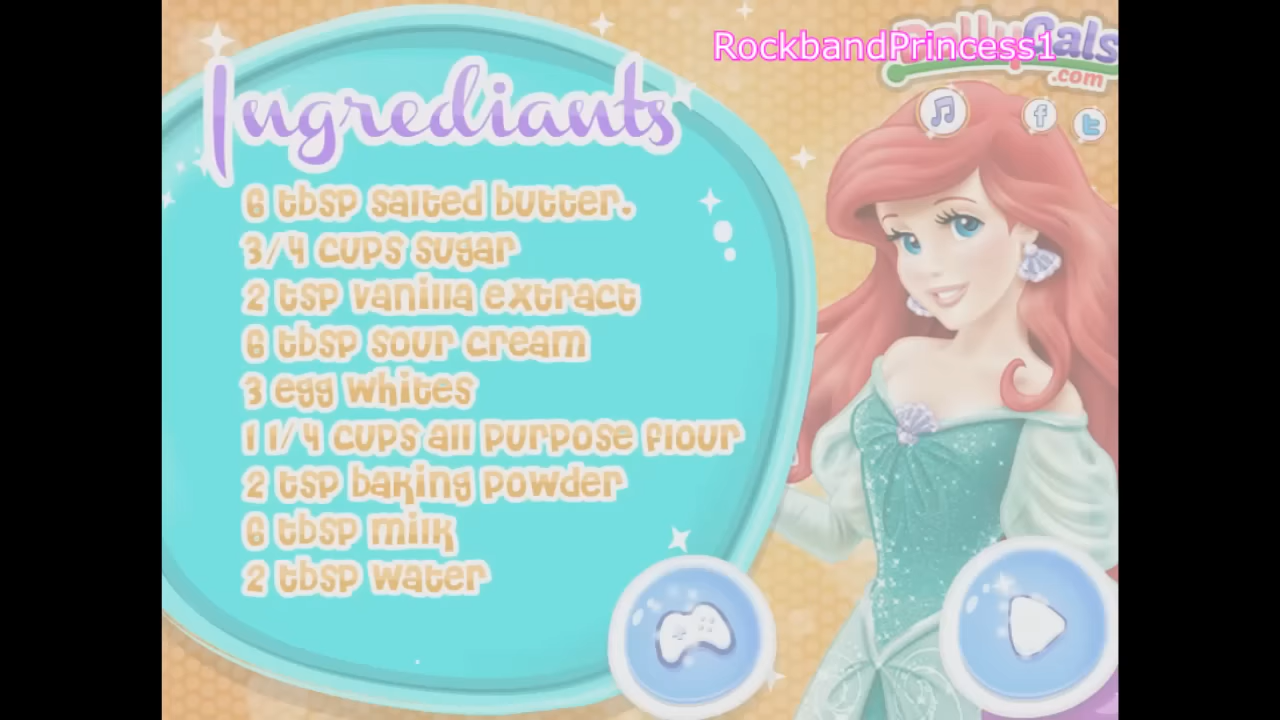 RockbandPrincess1
DollyGals
.com
Ingrediants
6 tbsp salted butter.
3/4 cups sugar
2 tsp vanilla extract
6 tbsp sour cream
3 egg whites
1 1/4 cups all purpose flour
2 tsp baking powder
6 tbsp milk
2 tbsp water